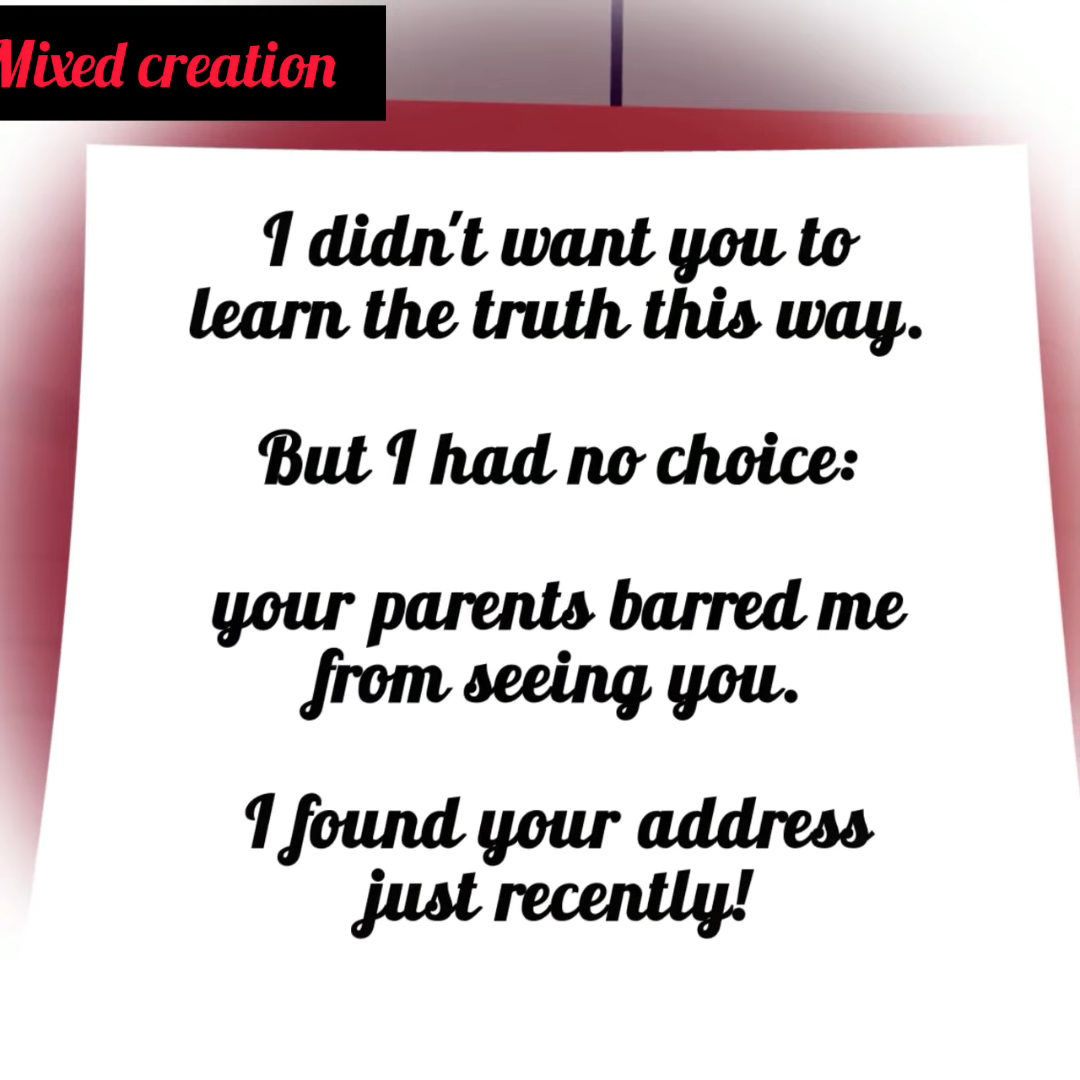 Mixed creation
I didn't want you to
learn the truth this way.
But I had no choice:
your parents barred me
from seeing you.
I found your address
just recently!